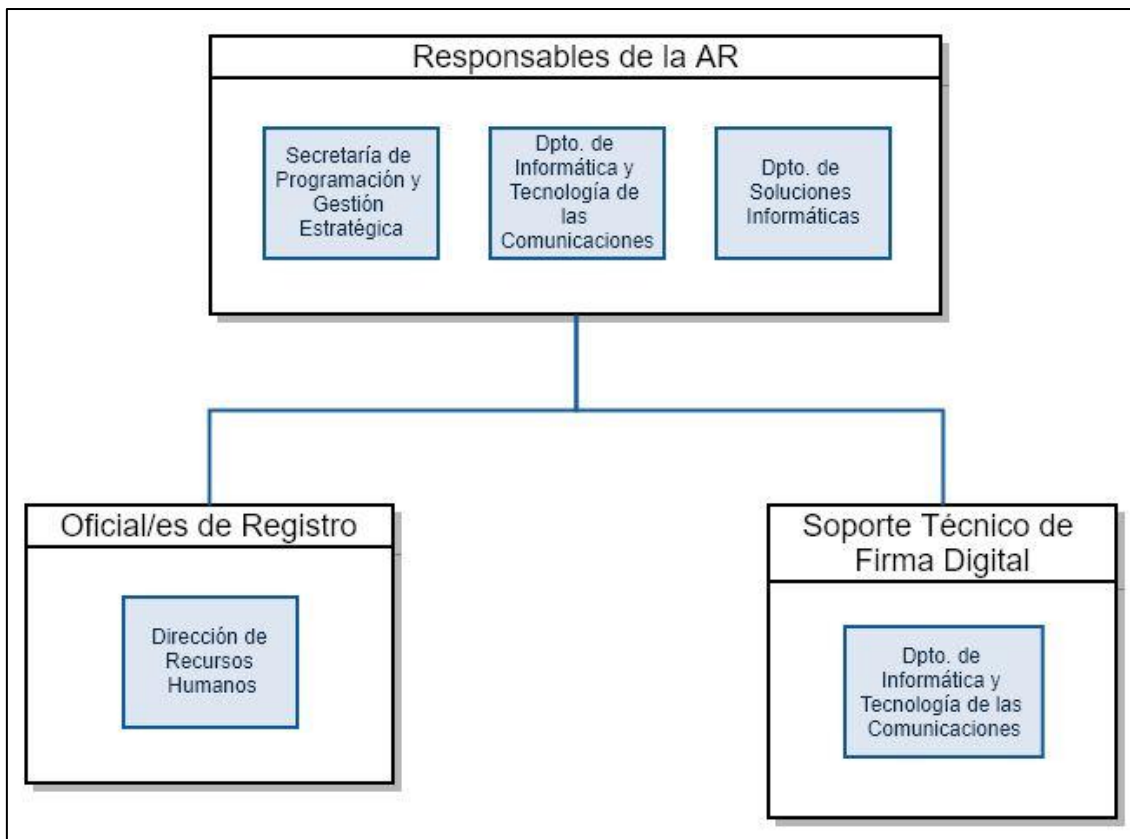 Responsables de la AR
Secretaría de
Programación y
Gestión
Estratégica
Dpto. de
Informática y
Tecnología de
las
Comunicaciones
Dpto. de
Soluciones
Informáticas
Oficial/es de Registro
Dirección de
Recursos
Humanos
Soporte Técnico de
Firma Digital
Dpto. de
Informática y
Tecnología de las
Comunicaciones